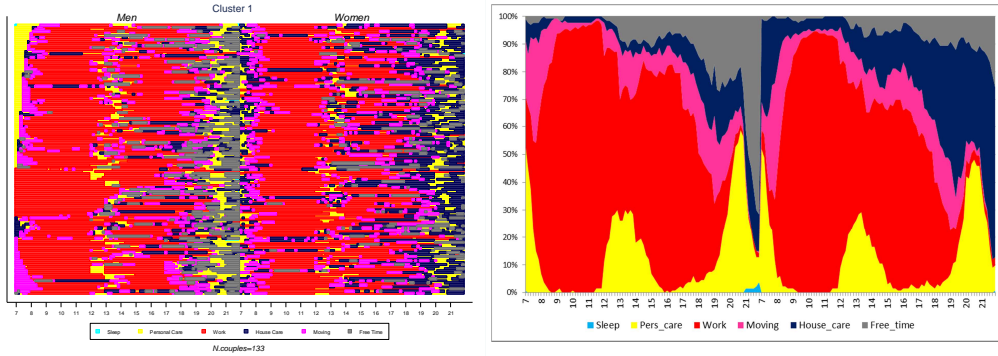 Cluster 1
Men Women
7 8 9 10 11 12 13 14 15 16 17 18 19 20 21 7 8 9 10 11 12 13 14 15 16 17 18 19 20 21
Sleep Personal Care Work House Care Moving Free Time
N.couples=133
100%
90%
80%
70%
60%
50%
40%
30%
20%
10%
0%
7 8 9 10 11 12 13 14 15 16 17 18 19 20 21 7 8 9 10 11 12 13 14 15 16 17 18 19 20 21
Sleep Pers_care Work Moving House_care Free_time